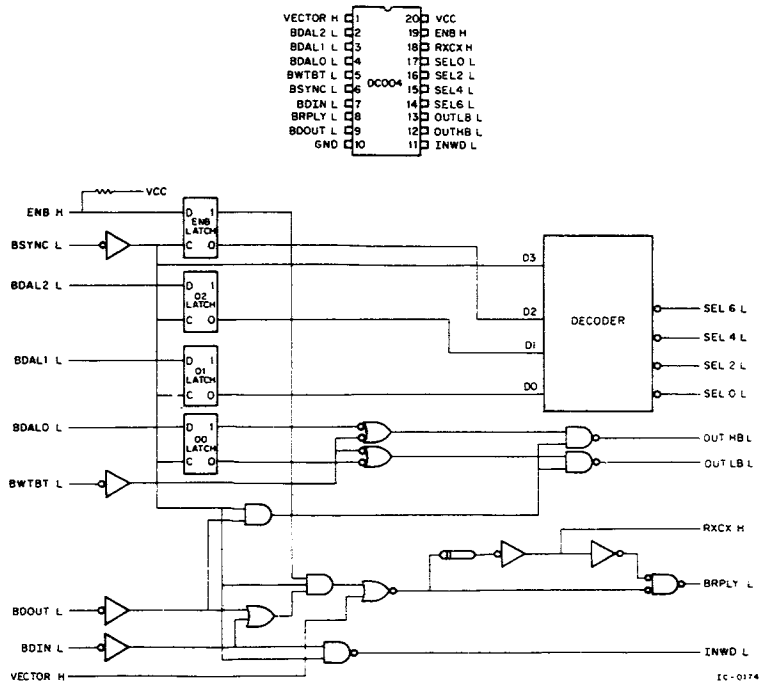 VECTOR H 1 20 VCC
BDAL2 L 2 19 ENB H
BDAL1 L 3 18 RXCX H
BDAL0 L 4 17 SEL0 L
BWTBT L 5 DC004 16 SEL2 L
BSYNC L 6 15 SEL4 L
BDIN L 7 14 SEL6 L
BRPLY L 8 13 OUTLB L
BDOUT L 9 12 OUTHB L
GND 10 11 INWD L
VCC
ENB H D 1
ENB
LATCH
BSYNC L C 0
D3
BDAL2 L D 1
D2
LATCH
C 0
D2
DECODER
SEL 6 L
D1
SEL 4 L
BDAL1 L D 1
D1
LATCH
C 0
D0
SEL 2 L
SEL 0 L
BDAL0 L D 1
D0
LATCH
C 0
OUT HB L
OUT LB L
BWTBT L
RXCX H
BRPLY L
BDOUT L
BDIN L
INWD L
VECTOR H
IC-0174